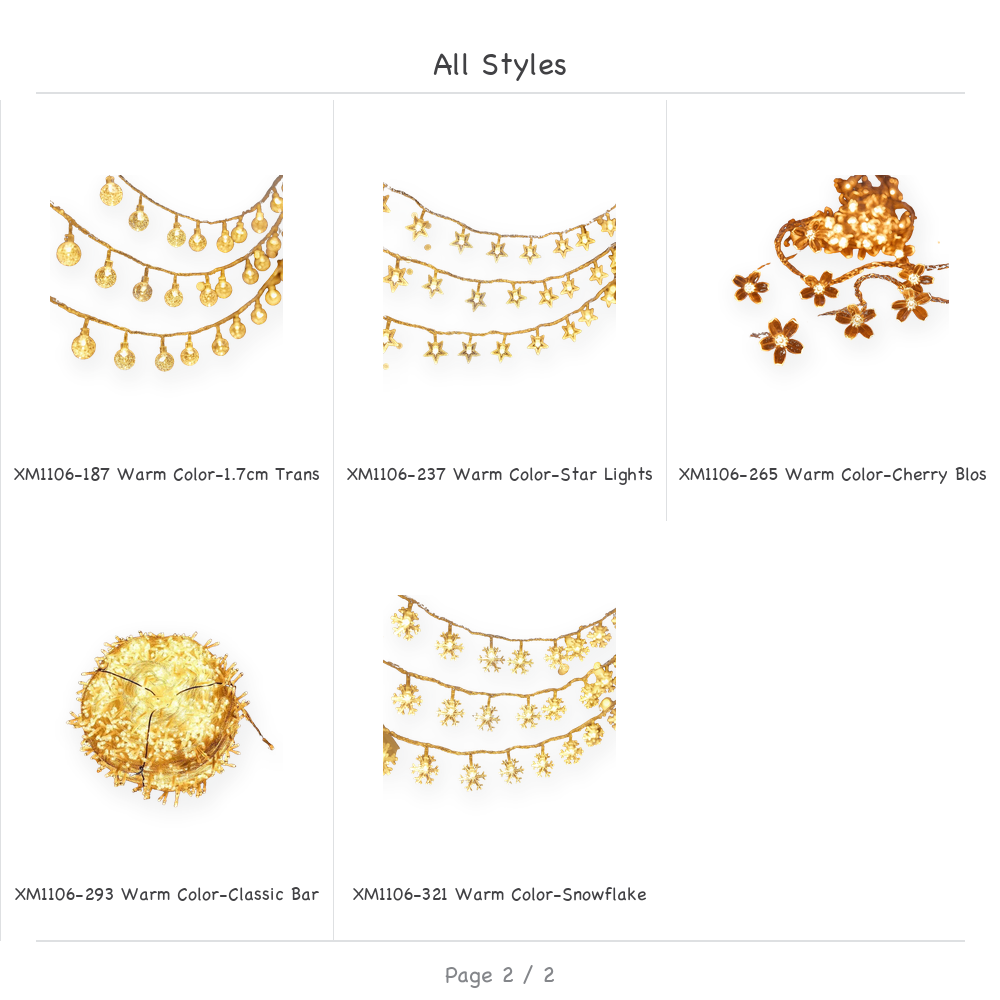 All Styles
XM1106-187 Warm Color-1.7cm Trans
XM1106-237 Warm Color-Star Lights
XM1106-265 Warm Color-Cherry Blos
XM1106-293 Warm Color-Classic Bar
XM1106-321 Warm Color-Snowflake
Page 2 / 2